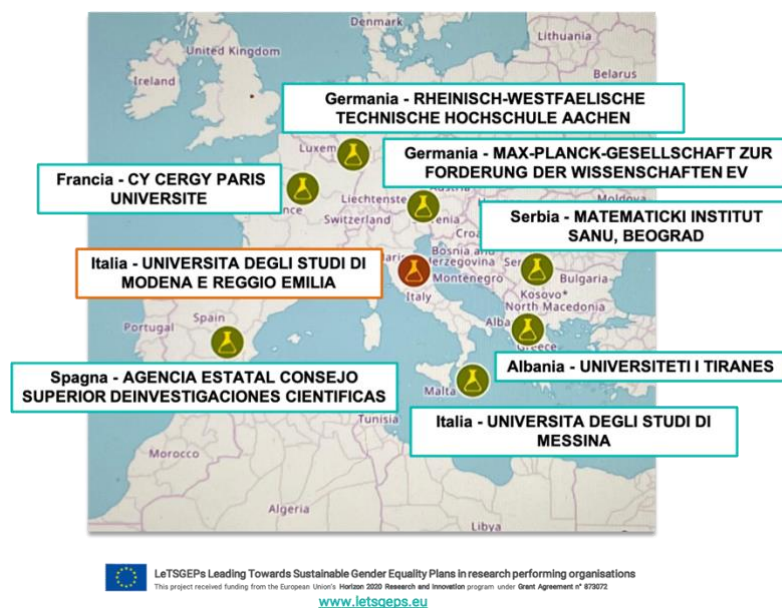 Denmark
Lithuania
United Kingdom
Ireland
Belarus
Germania - RHEINISCH-WESTFAELISCHE
TECHNISCHE HOCHSCHULE AACHEN
Germania - MAX-PLANCK-GESELLSCHAFT ZUR
FORDERUNG DER WISSENSCHAFTEN EV
Francia - CY CERGY PARIS
UNIVERSITE
Liechtenstein
Switzerland
Serbia - MATEMATICKI INSTITUT
SANU, BEOGRAD
Italia - UNIVERSITA DEGLI STUDI DI
MODENA E REGGIO EMILIA
Bosnia and
Herzegovina
Montenegro
Bulgaria
Kosovo*
North Macedonia
Italy
Portugal
Spain
Greece
Albania - UNIVERSITETI I TIRANES
Spagna - AGENCIA ESTATAL CONSEJO
SUPERIOR DEINVESTIGACIONES CIENTIFICAS
Malta
Italia - UNIVERSITA DEGLI STUDI DI
MESSINA
Tunisia
Morocco
Algeria
Libya
LeTSGEPs Leading Towards Sustainable Gender Equality Plans in research performing organisations
This project received funding from the European Union's Horizon 2020 Research and Innovation program under Grant Agreement n° 873072
www.letsgeps.eu